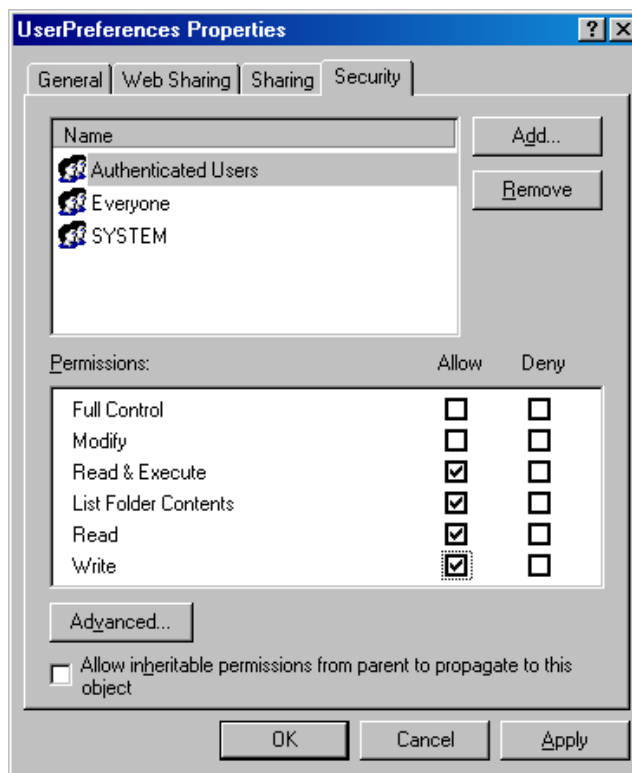 UserPreferences Properties
General Web Sharing Sharing Security
Name
Add...
Authenticated Users
Remove
Everyone
SYSTEM
Permissions: Allow Deny
Full Control
Modify
Read & Execute
List Folder Contents
Read
Write
Advanced...
Allow inheritable permissions from parent to propagate to this
object
OK Cancel Apply